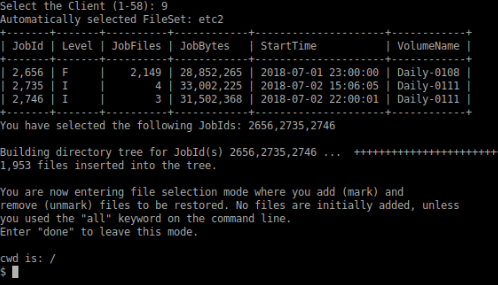 Select the Client (1-58): 9
Automatically selected FileSet: etc2
+-------+-------+----------+------------+---------------------+------------+
| JobId | Level | JobFiles | JobBytes | StartTime | VolumeName |
+-------+-------+----------+------------+---------------------+------------+
| 2,656 | F | 2,149 | 28,852,265 | 2018-07-01 23:00:00 | Daily-0108 |
| 2,735 | I | 4 | 33,002,225 | 2018-07-02 15:06:05 | Daily-0111 |
| 2,746 | I | 3 | 31,502,368 | 2018-07-02 22:00:01 | Daily-0111 |
+-------+-------+----------+------------+---------------------+------------+
You have selected the following JobIds: 2656,2735,2746
Building directory tree for JobId(s) 2656,2735,2746 ... +++++++++++++++++++++++
1,953 files inserted into the tree.
You are now entering file selection mode where you add (mark) and
remove (unmark) files to be restored. No files are initially added, unless
you used the "all" keyword on the command line.
Enter "done" to leave this mode.
cwd is: /
$